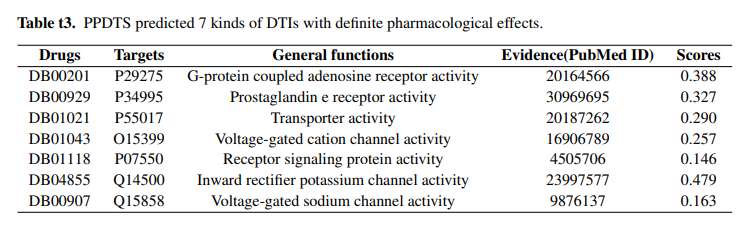 Table t3. PPDTS predicted 7 kinds of DTIs with definite pharmacological effects.
Drugs Targets General functions Evidence(PubMed ID) Scores
DB00201 P29275 G-protein coupled adenosine receptor activity 20164566 0.388
DB00929 P34995 Prostaglandin e receptor activity 30969695 0.327
DB01021 P55017 Transporter activity 20187262 0.290
DB01043 O15399 Voltage-gated cation channel activity 16906789 0.257
DB01118 P07550 Receptor signaling protein activity 4505706 0.146
DB04855 Q14500 Inward rectifier potassium channel activity 23997577 0.479
DB00907 Q15858 Voltage-gated sodium channel activity 9876137 0.163